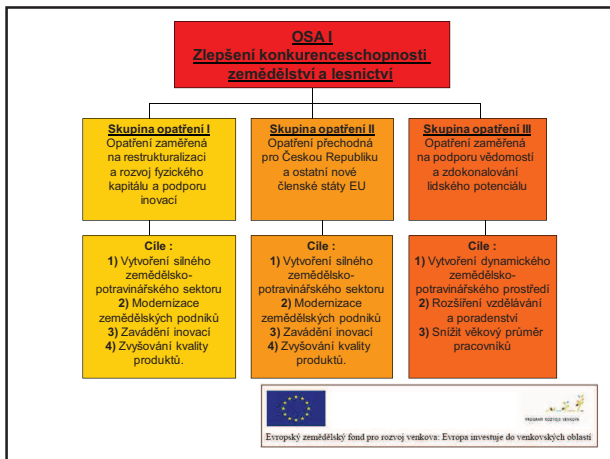 OSA I
Zlepšení konkurenceschopnosti
zemědělství a lesnictví
Skupina opatření I
Opatření zaměřená
na restrukturalizaci
a rozvoj fyzického
kapitálu a podporu
inovací
Skupina opatření II
Opatření přechodná
pro Českou Republiku
a ostatní nové
členské státy EU
Skupina opatření III
Opatření zaměřená
na podporu vědomostí
a zdokonalování
lidského potenciálu
Cíle :
1) Vytvoření silného
zemědělsko-
potravinářského sektoru
2) Modernizace
zemědělských podniků
3) Zavádění inovací
4) Zvyšování kvality
produktů.
Cíle :
1) Vytvoření silného
zemědělsko-
potravinářského sektoru
2) Modernizace
zemědělských podniků
3) Zavádění inovací
4) Zvyšování kvality
produktů.
Cíle :
1) Vytvoření dynamického
zemědělsko-
potravinářského prostředí
2) Rozšíření vzdělávání
a poradenství
3) Snížit věkový průměr
pracovníků
PROGRAM ROZVOJE VENKOVA
Evropský zemědělský fond pro rozvoj venkova: Evropa investuje do venkovských oblastí